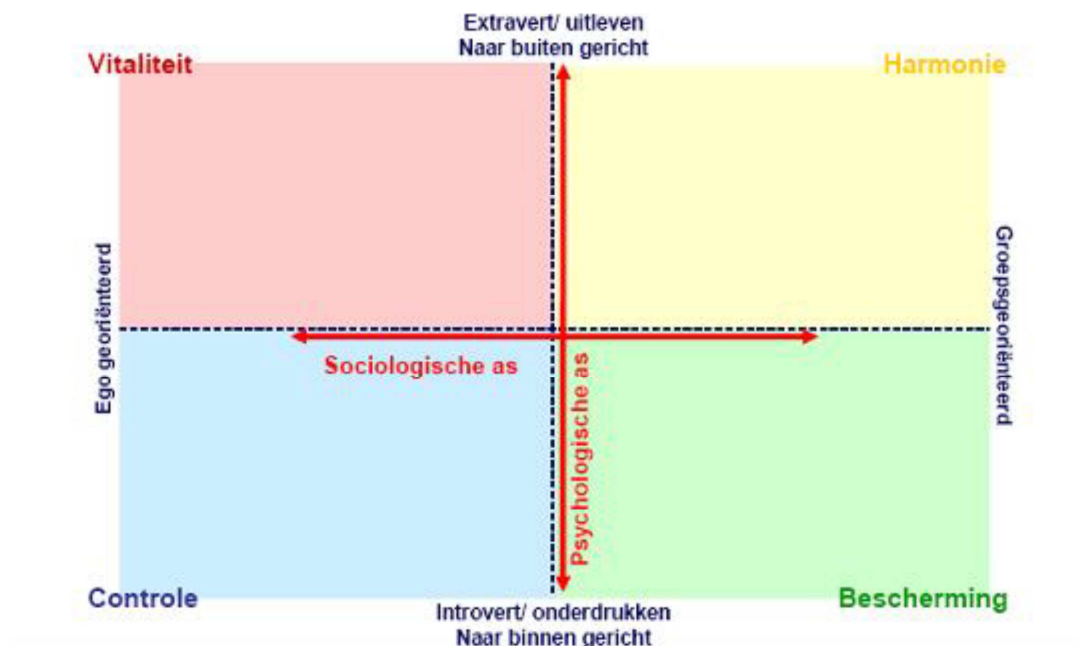 Extravert/ uitleven
Naar buiten gericht
Vitaliteit
Harmonie
Ego georiënteerd
Groepsgeoriënteerd
Sociologische as
Psychologische as
Controle
Bescherming
Introvert/ onderdrukken
Naar binnen gericht